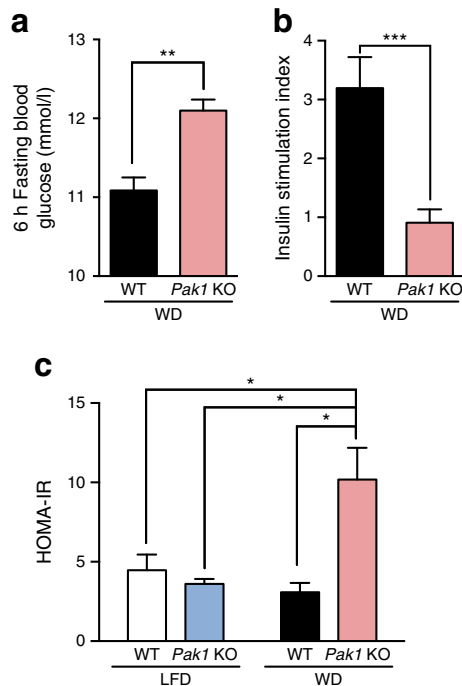 a
6 h Fasting blood
glucose (mmol/l)
13
12
11
10
**
WT Pak1 KO
WD
b
Insulin stimulation index
4
3
2
1
0
***
WT Pak1 KO
WD
c
HOMA-IR
15
10
5
0
*
*
*
WT Pak1 KO WT Pak1 KO
LFD WD